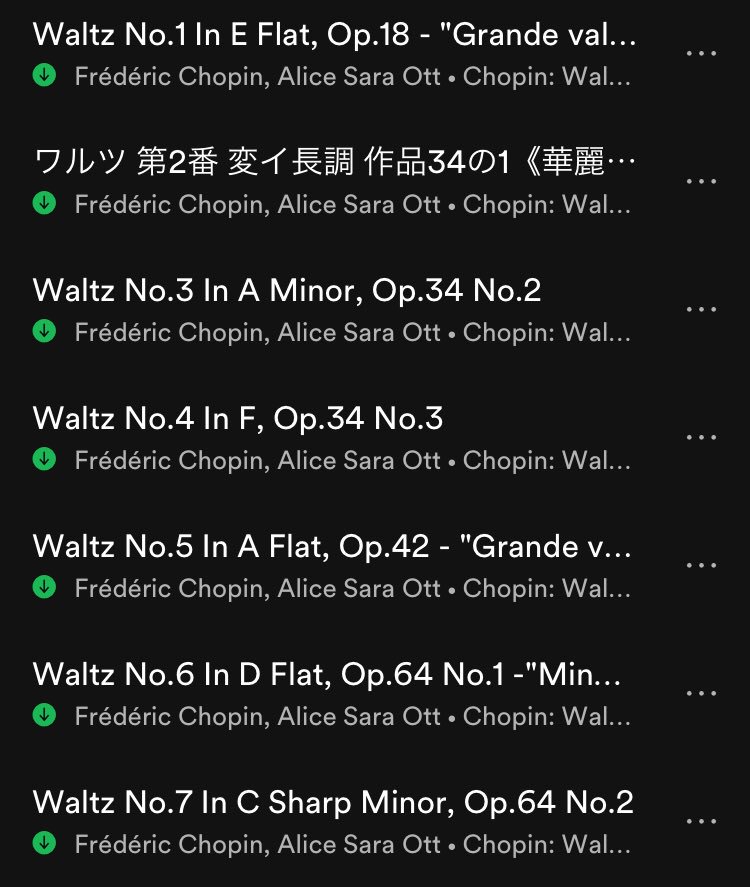 Waltz No.1 In E Flat, Op.18 - "Grande val...
Frédéric Chopin, Alice Sara Ott • Chopin: Wal...
ワルツ 第2番 変イ長調 作品34の1《華麗…
Frédéric Chopin, Alice Sara Ott • Chopin: Wal...
Waltz No.3 In A Minor, Op.34 No.2
Frédéric Chopin, Alice Sara Ott • Chopin: Wal...
Waltz No.4 In F, Op.34 No.3
Frédéric Chopin, Alice Sara Ott • Chopin: Wal...
Waltz No.5 In A Flat, Op.42 - "Grande v...
Frédéric Chopin, Alice Sara Ott • Chopin: Wal...
Waltz No.6 In D Flat, Op.64 No.1 -"Min...
Frédéric Chopin, Alice Sara Ott • Chopin: Wal...
Waltz No.7 In C Sharp Minor, Op.64 No.2
Frédéric Chopin, Alice Sara Ott • Chopin: Wal...